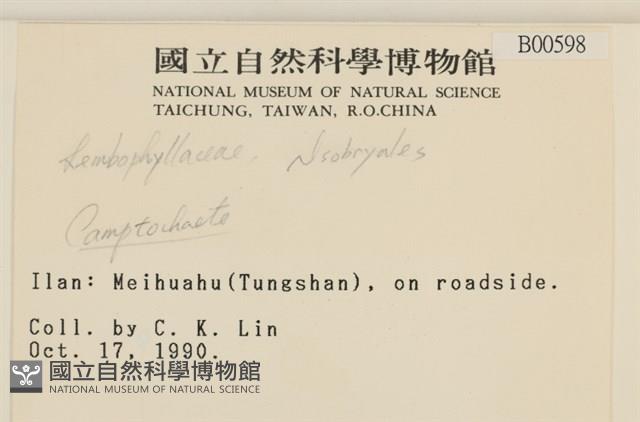 B00598
國立自然科學博物館
NATIONAL MUSEUM OF NATURAL SCIENCE
TAICHUNG, TAIWAN, R.O.CHINA
Lembophyllaceae, Isobryales
Camptochaete
Ilan: Meihuahu(Tungshan), on roadside.
Coll. by C. K. Lin
Oct. 17, 1990.
國立自然科學博物館
NATIONAL MUSEUM OF NATURAL SCIENCE